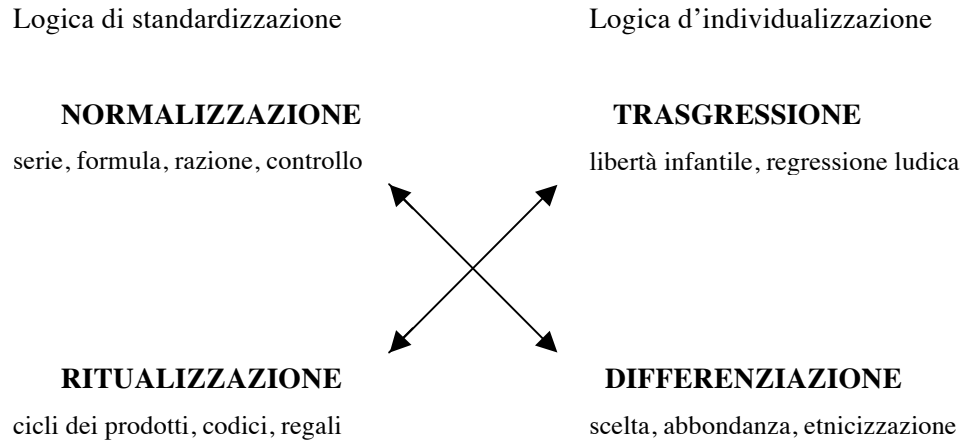 Logica di standardizzazione
Logica d’individualizzazione
NORMALIZZAZIONE
TRASGRESSIONE
serie, formula, razione, controllo
libertà infantile, regressione ludica
RITUALIZZAZIONE
DIFFERENZIAZIONE
cicli dei prodotti, codici, regali
scelta, abbondanza, etnicizzazione